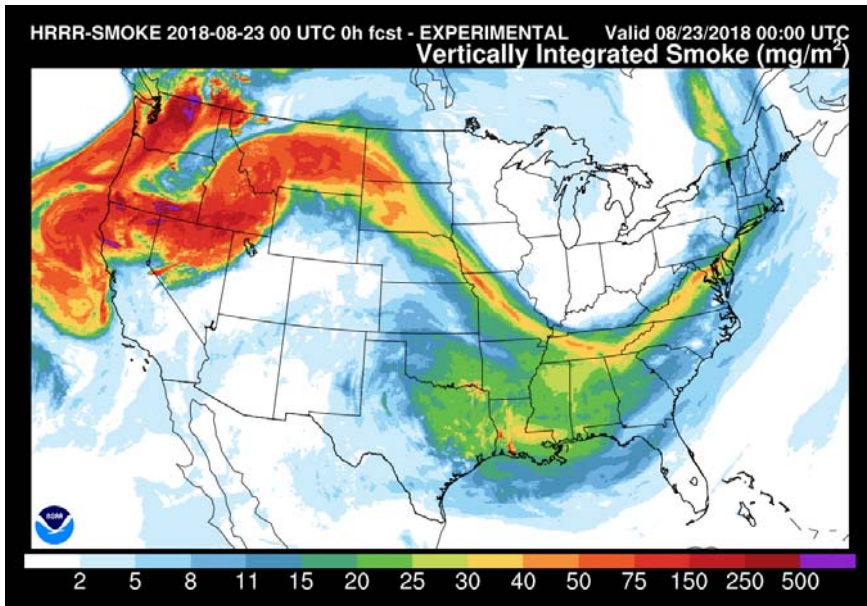 HRRR-SMOKE 2018-08-23 00 UTC 0h fcst - EXPERIMENTAL Valid 08/23/2018 00:00 UTC
Vertically Integrated Smoke (mg/m²)
NOAA
2 5 8 11 15 20 25 30 40 50 75 150 250 500